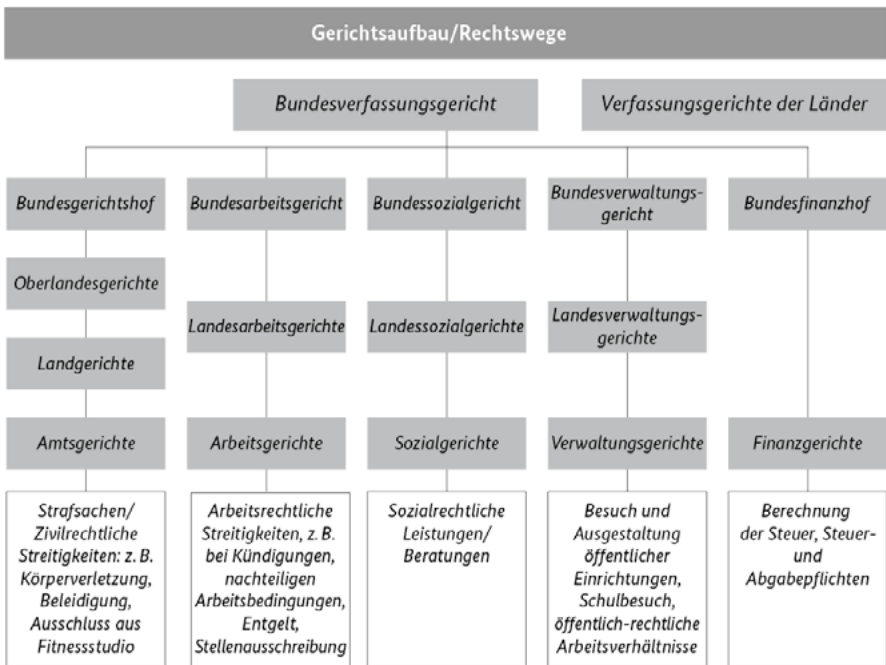 Gerichtsaufbau/Rechtswege
Bundesverfassungsgericht
Verfassungsgerichte der Länder
Bundesgerichtshof
Bundesarbeitsgericht
Bundessozialgericht
Bundesverwaltungs-
gericht
Bundesfinanzhof
Oberlandesgerichte
Landesarbeitsgerichte
Landessozialgerichte
Landesverwaltungs-
gerichte
Landgerichte
Amtsgerichte
Arbeitsgerichte
Sozialgerichte
Verwaltungsgerichte
Finanzgerichte
Strafsachen/
Zivilrechtliche
Streitigkeiten: z. B.
Körperverletzung,
Beleidigung,
Ausschluss aus
Fitnessstudio
Arbeitsrechtliche
Streitigkeiten, z. B.
bei Kündigungen,
nachteiligen
Arbeitsbedingungen,
Entgelt,
Stellenausschreibung
Sozialrechtliche
Leistungen/
Beratungen
Besuch und
Ausgestaltung
öffentlicher
Einrichtungen,
Schulbesuch,
öffentlich-rechtliche
Arbeitsverhältnisse
Berechnung
der Steuer, Steuer-
und
Abgabepflichten